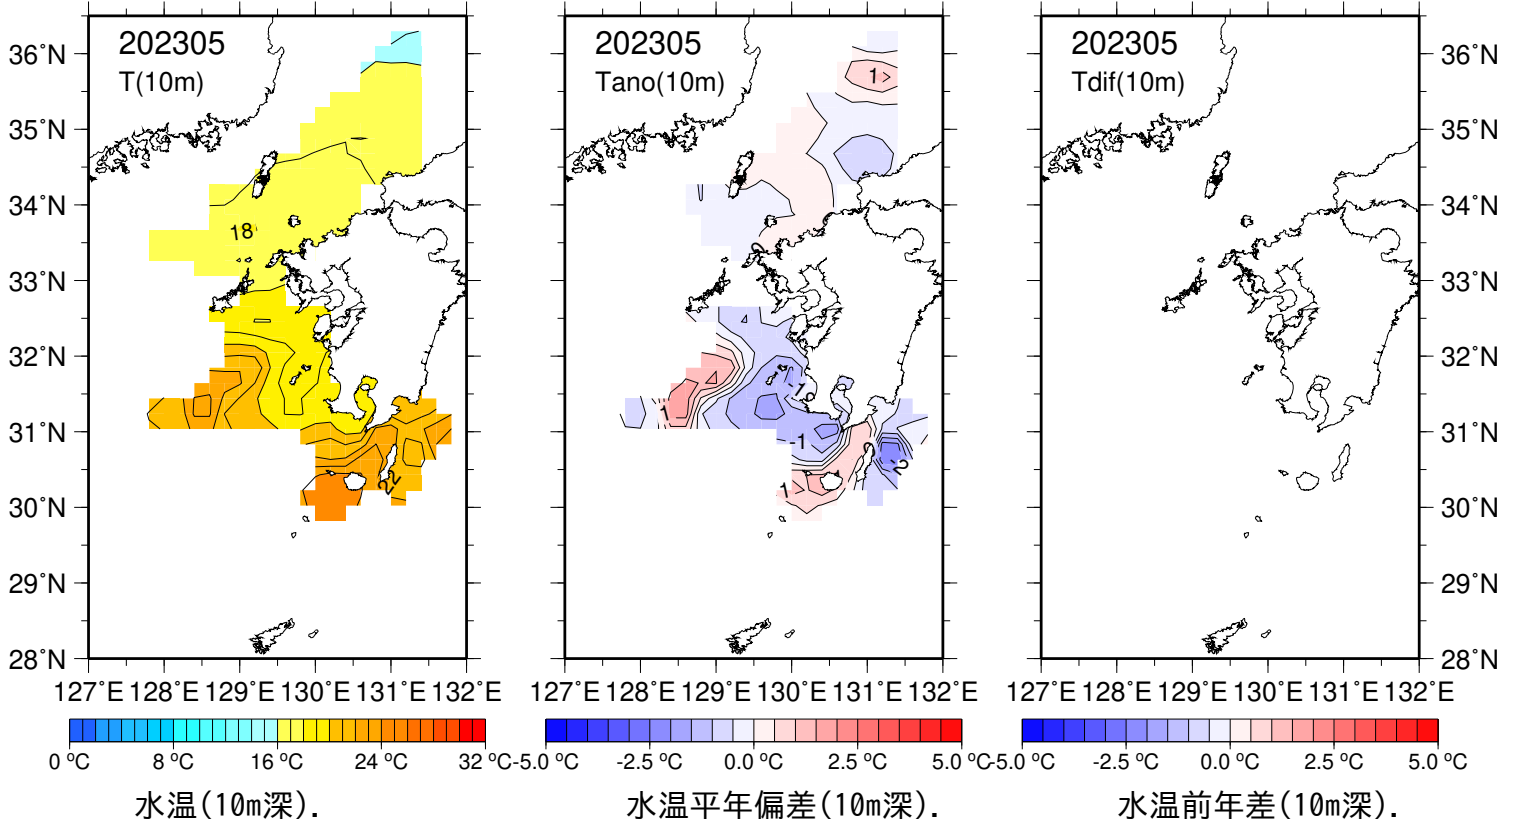 202305
T(10m)
36°N
35°N
34°N
33°N
32°N
31°N
30°N
29°N
28°N
18
22
127°E 128°E 129°E 130°E 131°E 132°E
0 °C 8 °C 16 °C 24 °C 32 °C
水温(10m深).
202305
Tano(10m)
1
0
1
-1
-1
0
-2
1
127°E 128°E 129°E 130°E 131°E 132°E
-5.0 °C -2.5 °C 0.0 °C 2.5 °C 5.0 °C
水温平年偏差(10m深).
202305
Tdif(10m)
36°N
35°N
34°N
33°N
32°N
31°N
30°N
29°N
28°N
127°E 128°E 129°E 130°E 131°E 132°E
-5.0 °C -2.5 °C 0.0 °C 2.5 °C 5.0 °C
水温前年差(10m深).